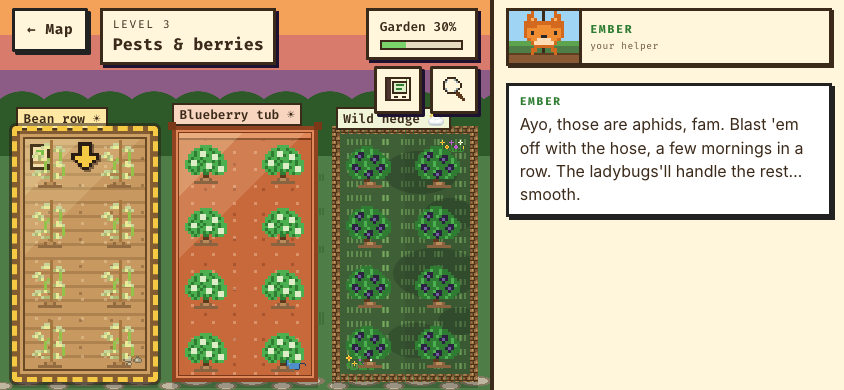 ← Map
LEVEL 3
Pests & berries
Garden 30%
Bean row ☀
Blueberry tub ☀
Wild hedge
EMBER
your helper
EMBER
Ayo, those are aphids, fam. Blast 'em
off with the hose, a few mornings in a
row. The ladybugs'll handle the rest...
smooth.